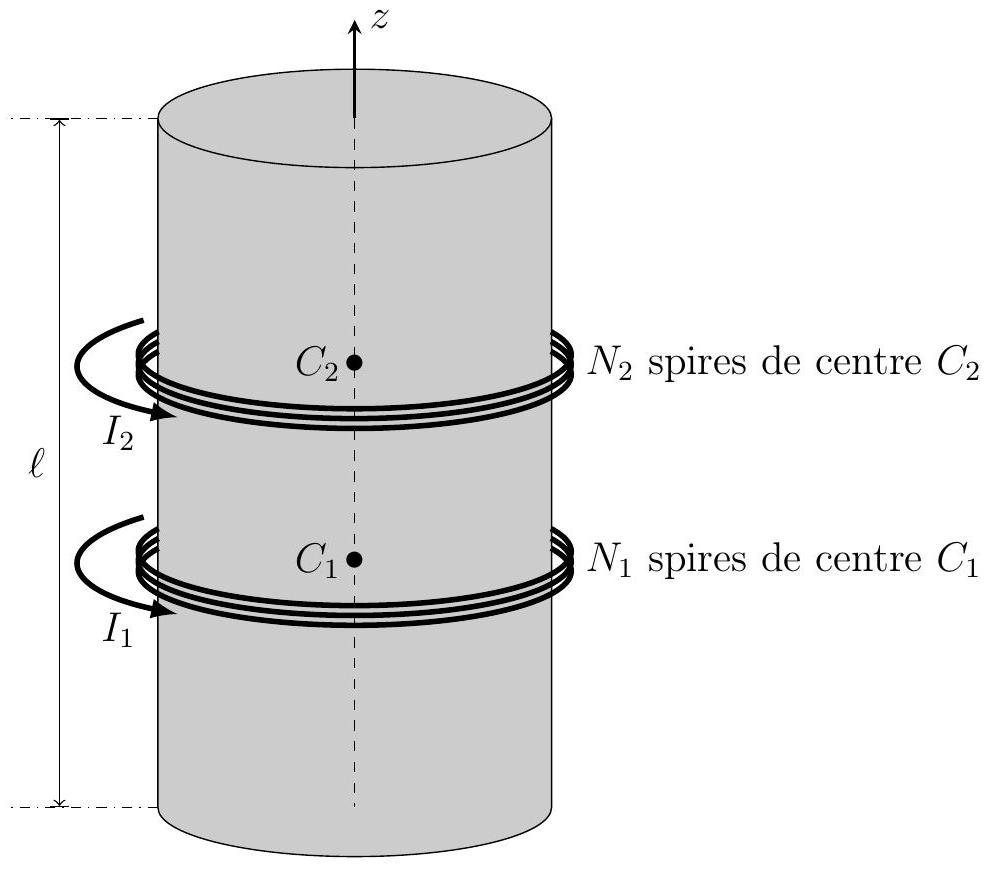 z
C₂
N₂ spires de centre C₂
I₂
ℓ
C₁
N₁ spires de centre C₁
I₁